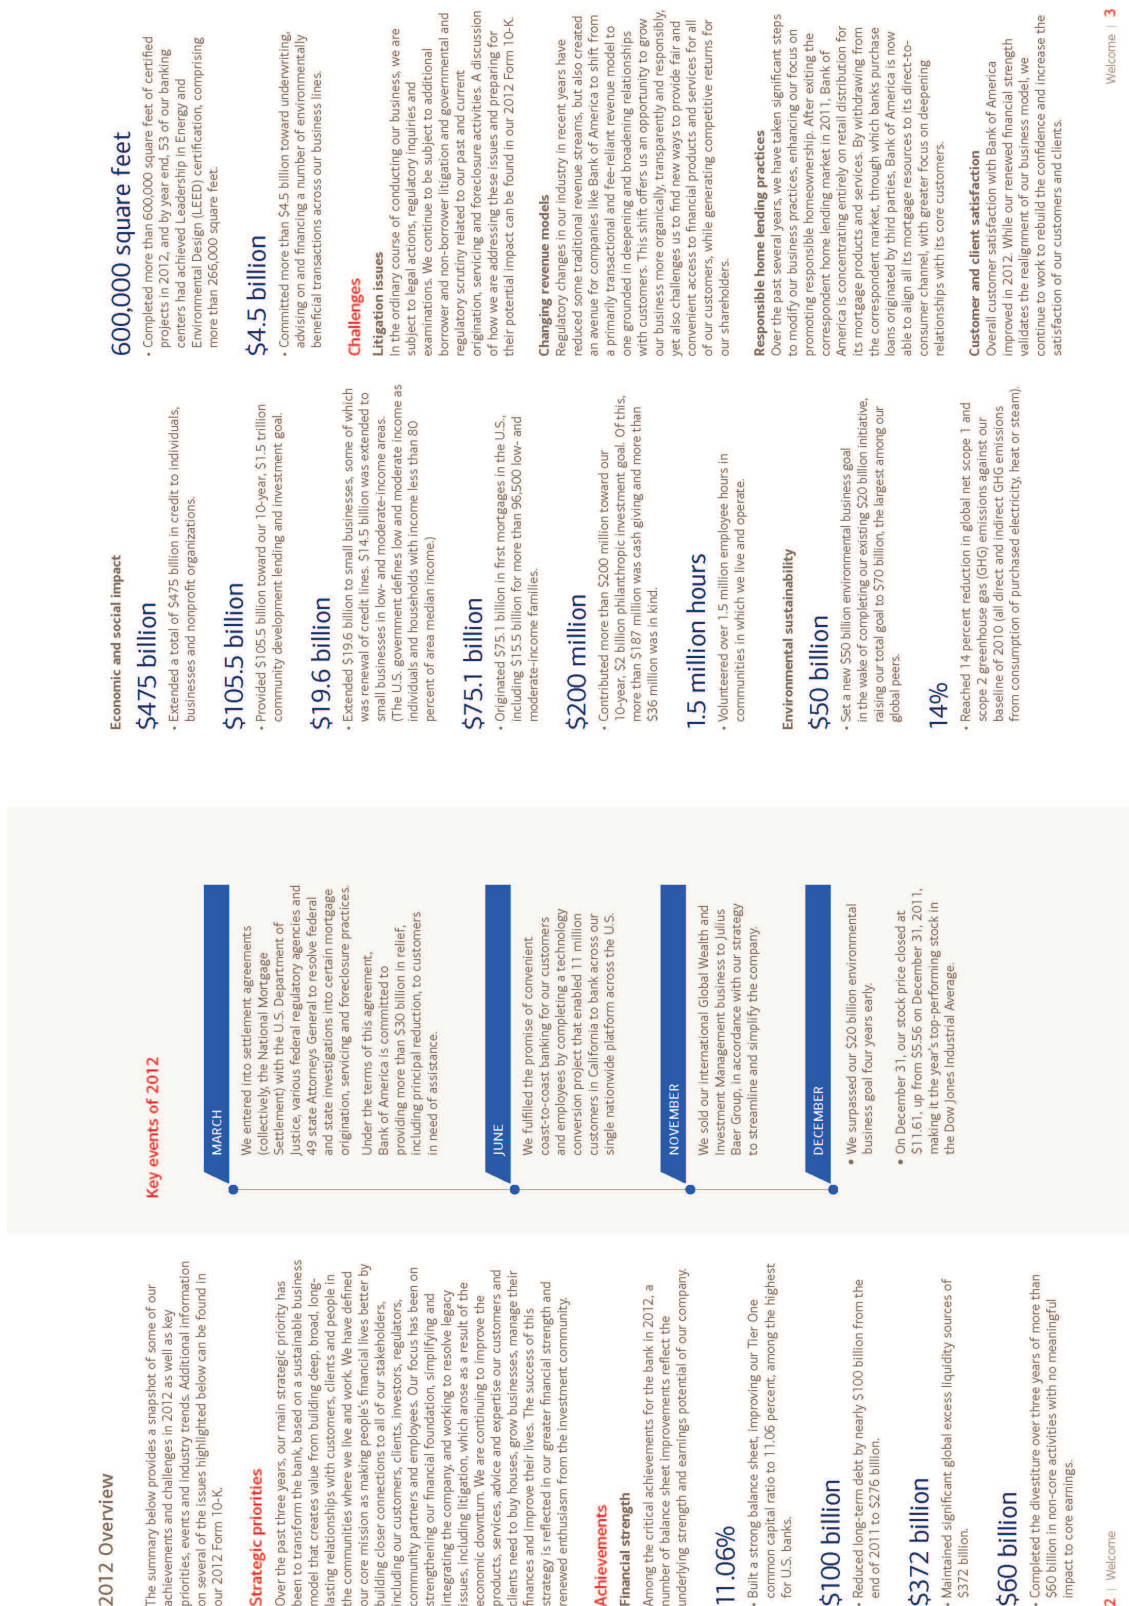 2012 Overview
The summary below provides a snapshot of some of our
achievements and challenges in 2012 as well as key
priorities, events and industry trends. Additional information
on several of the issues highlighted below can be found in
our 2012 Form 10-K.
Strategic priorities
Over the past three years, our main strategic priority has
been to transform the bank, based on a sustainable business
model that creates value from building deep, broad, long-
lasting relationships with customers, clients and people in
the communities where we live and work. We have defined
our core mission as making people's financial lives better by
building closer connections to all of our stakeholders,
including our customers, clients, investors, regulators,
community partners and employees. Our focus has been on
strengthening our financial foundation, simplifying and
integrating the company, and working to resolve legacy
issues, including litigation, which arose as a result of the
economic downturn. We are continuing to improve the
products, services, advice and expertise our customers and
clients need to buy houses, grow businesses, manage their
finances and improve their lives. The success of this
strategy is reflected in our greater financial strength and
renewed enthusiasm from the investment community.
Achievements
Financial strength
Among the critical achievements for the bank in 2012, a
number of balance sheet improvements reflect the
underlying strength and earnings potential of our company.
11.06%
• Built a strong balance sheet, improving our Tier One
common capital ratio to 11.06 percent, among the highest
for U.S. banks.
$100 billion
• Reduced long-term debt by nearly $100 billion from the
end of 2011 to $276 billion.
$372 billion
• Maintained significant global excess liquidity sources of
$372 billion.
$60 billion
• Completed the divestiture over three years of more than
$60 billion in non-core activities with no meaningful
impact to core earnings.
2 | Welcome
Key events of 2012
MARCH
We entered into settlement agreements
(collectively, the National Mortgage
Settlement) with the U.S. Department of
Justice, various federal regulatory agencies and
49 state Attorneys General to resolve federal
and state investigations into certain mortgage
origination, servicing and foreclosure practices.
Under the terms of this agreement,
Bank of America is committed to
providing more than $30 billion in relief,
including principal reduction, to customers
in need of assistance.
JUNE
We fulfilled the promise of convenient
coast-to-coast banking for our customers
and employees by completing a technology
conversion project that enabled 11 million
customers in California to bank across our
single nationwide platform across the U.S.
NOVEMBER
We sold our international Global Wealth and
Investment Management business to Julius
Baer Group, in accordance with our strategy
to streamline and simplify the company.
DECEMBER
• We surpassed our $20 billion environmental
business goal four years early.
• On December 31, our stock price closed at
$11.61, up from $5.56 on December 31, 2011,
making it the year's top-performing stock in
the Dow Jones Industrial Average.
Economic and social impact
$475 billion
• Extended a total of $475 billion in credit to individuals,
businesses and nonprofit organizations.
$105.5 billion
• Provided $105.5 billion toward our 10-year, $1.5 trillion
community development lending and investment goal.
$19.6 billion
• Extended $19.6 billion to small businesses, some of which
was renewal of credit lines. $14.5 billion was extended to
small businesses in low- and moderate-income areas.
(The U.S. government defines low and moderate income as
individuals and households with income less than 80
percent of area median income.)
$75.1 billion
• Originated $75.1 billion in first mortgages in the U.S.,
including $15.5 billion for more than 96,500 low- and
moderate-income families.
$200 million
• Contributed more than $200 million toward our
10-year, $2 billion philanthropic investment goal. Of this,
more than $187 million was cash giving and more than
$36 million was in kind.
1.5 million hours
• Volunteered over 1.5 million employee hours in
communities in which we live and operate.
Environmental sustainability
$50 billion
• Set a new $50 billion environmental business goal
in the wake of completing our existing $20 billion initiative,
raising our total goal to $70 billion, the largest among our
global peers.
14%
• Reached 14 percent reduction in global net scope 1 and
scope 2 greenhouse gas (GHG) emissions against our
baseline of 2010 (all direct and indirect GHG emissions
from consumption of purchased electricity, heat or steam).
600,000 square feet
• Completed more than 600,000 square feet of certified
projects in 2012, and by year end, 53 of our banking
centers had achieved Leadership in Energy and
Environmental Design (LEED) certification, comprising
more than 266,000 square feet.
$4.5 billion
• Committed more than $4.5 billion toward underwriting,
advising on and financing a number of environmentally
beneficial transactions across our business lines.
Challenges
Litigation issues
In the ordinary course of conducting our business, we are
subject to legal actions, regulatory inquiries and
examinations. We continue to be subject to additional
borrower and non-borrower litigation and governmental and
regulatory scrutiny related to our past and current
origination, servicing and foreclosure activities. A discussion
of how we are addressing these issues and preparing for
their potential impact can be found in our 2012 Form 10-K.
Changing revenue models
Regulatory changes in our industry in recent years have
reduced some traditional revenue streams, but also created
an avenue for companies like Bank of America to shift from
a primarily transactional and fee-reliant revenue model to
one grounded in deepening and broadening relationships
with customers. This shift offers us an opportunity to grow
our business more organically, transparently and responsibly,
yet also challenges us to find new ways to provide fair and
convenient access to financial products and services for all
of our customers, while generating competitive returns for
our shareholders.
Responsible home lending practices
Over the past several years, we have taken significant steps
to modify our business practices, enhancing our focus on
promoting responsible homeownership. After exiting the
correspondent home lending market in 2011, Bank of
America is concentrating entirely on retail distribution for
its mortgage products and services. By withdrawing from
the correspondent market, through which banks purchase
loans originated by third parties, Bank of America is now
able to align all its mortgage resources to its direct-to-
consumer channel, with greater focus on deepening
relationships with its core customers.
Customer and client satisfaction
Overall customer satisfaction with Bank of America
improved in 2012. While our renewed financial strength
validates the realignment of our business model, we
continue to work to rebuild the confidence and increase the
satisfaction of our customers and clients.
Welcome | 3